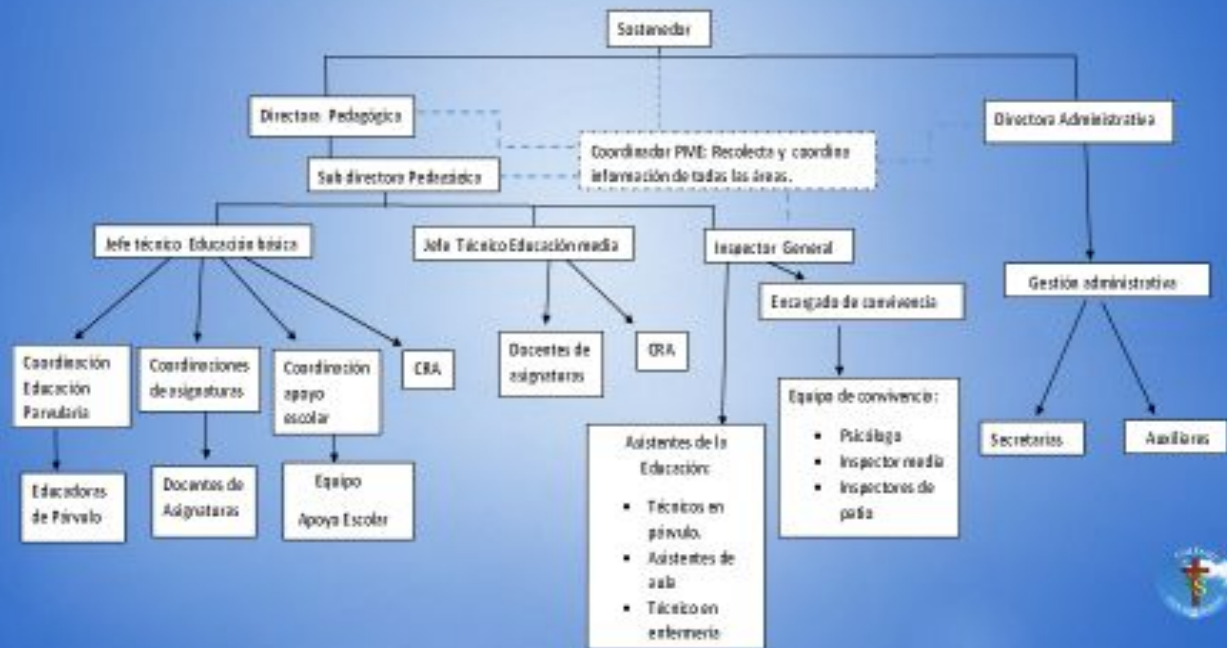 Sostenedor
Directora Pedagógica
Directora Administrativa
Coordinador PME: Recolecta y coordina
información de todas las áreas.
Sub directora Pedagógica
Jefe técnico Educación básica
Jefe Técnico Educación media
Inspector General
Gestión administrativa
Encargado de convivencia
Coordinación
Educación
Parvularia
Coordinaciones
de asignaturas
Coordinación
apoyo
escolar
CRA
Docentes de
asignaturas
CRA
Equipo de convivencia:
• Psicólogo
• Inspector media
• Inspectores de
patio
Secretarias
Auxiliares
Asistentes de la
Educación:
• Técnicos en
párvulo.
• Asistentes de
aula
• Técnico en
enfermería
Educadoras
de Párvulo
Docentes de
Asignaturas
Equipo
Apoyo Escolar